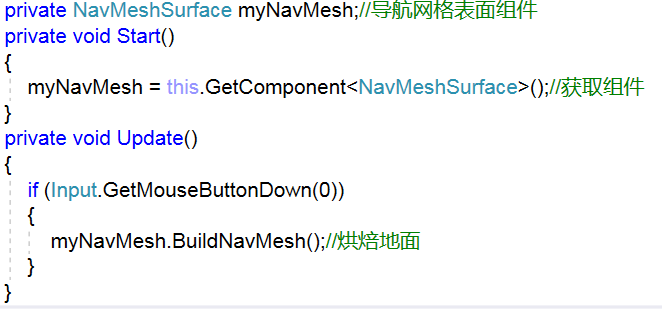 private NavMeshSurface myNavMesh;//导航网格表面组件
private void Start()
{
myNavMesh = this.GetComponent<NavMeshSurface>();//获取组件
}
private void Update()
{
if (Input.GetMouseButtonDown(0))
{
myNavMesh.BuildNavMesh();//烘焙地面
}
}